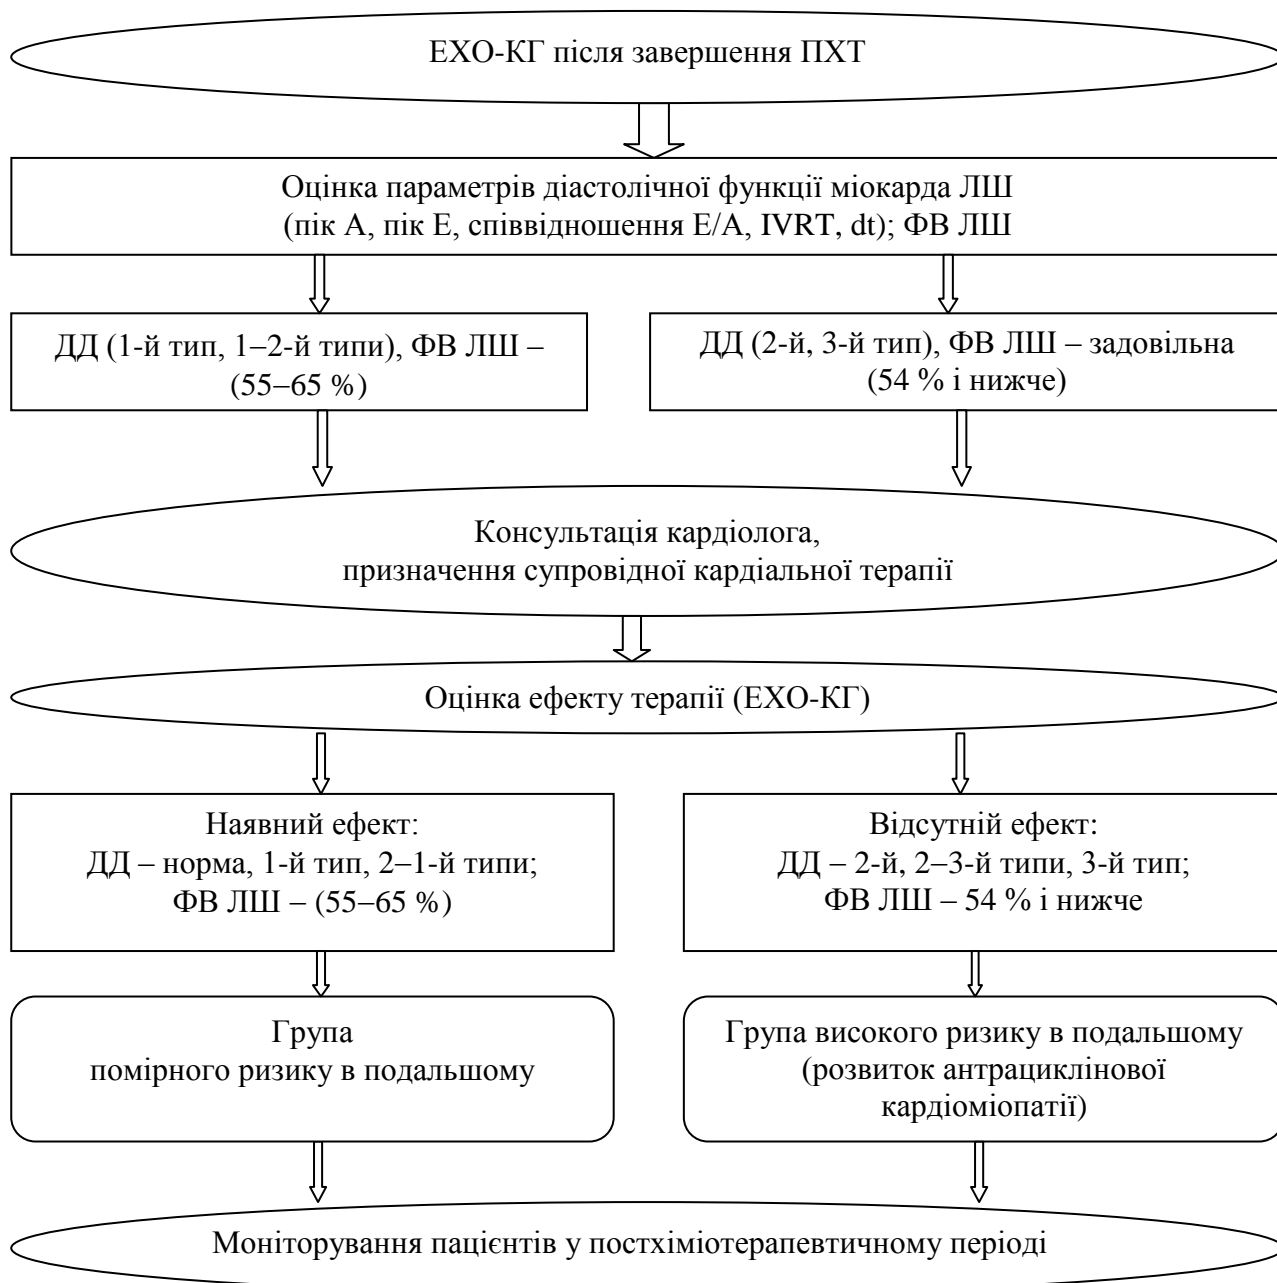 ЕХО-КГ після завершення ПХТ
Оцінка параметрів діастолічної функції міокарда ЛШ
(пік А, пік Е, співвідношення Е/А, IVRT, dt); ФВ ЛШ
ДД (1-й тип, 1–2-й типи), ФВ ЛШ –
(55–65 %)
ДД (2-й, 3-й тип), ФВ ЛШ – задовільна
(54 % і нижче)
Консультація кардіолога,
призначення супровідної кардіальної терапії
Оцінка ефекту терапії (ЕХО-КГ)
Наявний ефект:
ДД – норма, 1-й тип, 2–1-й типи;
ФВ ЛШ – (55–65 %)
Відсутній ефект:
ДД – 2-й, 2–3-й типи, 3-й тип;
ФВ ЛШ – 54 % і нижче
Група
помірного ризику в подальшому
Група високого ризику в подальшому
(розвиток антрациклінової
кардіоміопатії)
Моніторування пацієнтів у постхіміотерапевтичному періоді